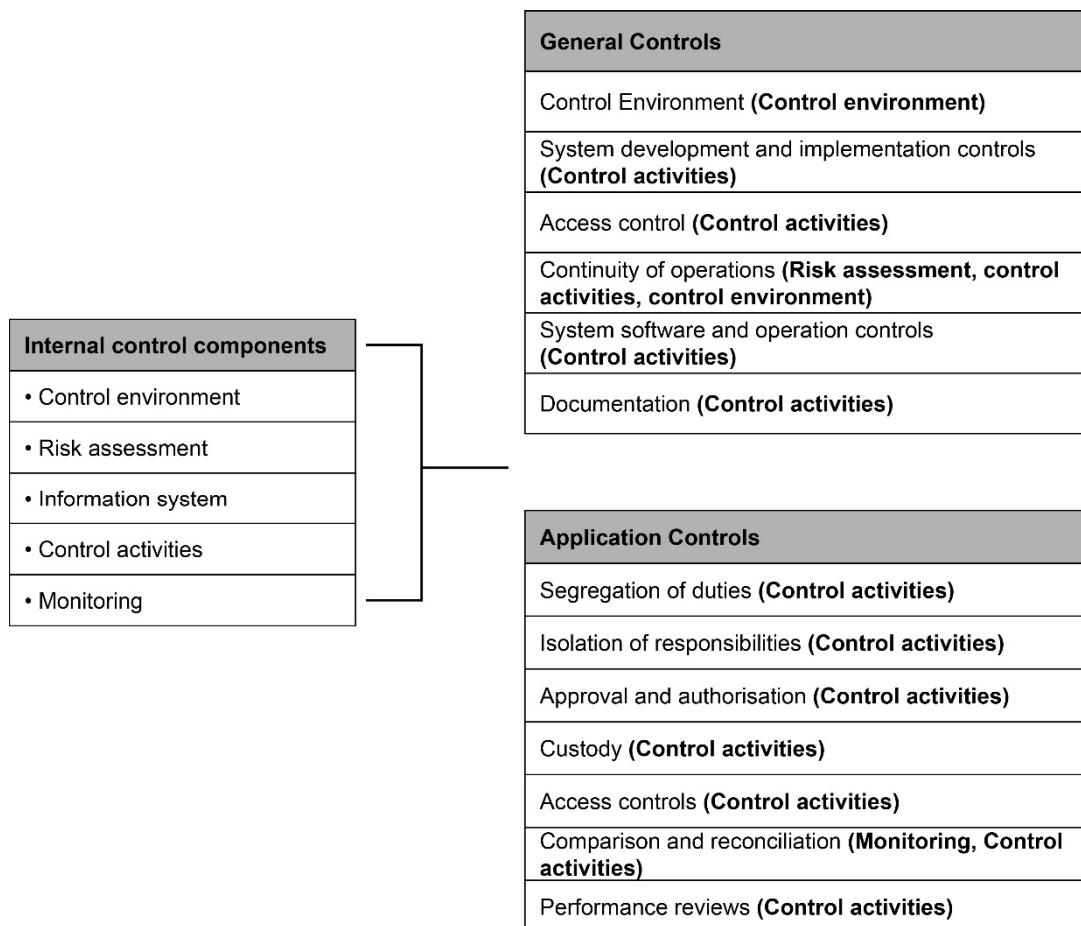 General Controls
Control Environment (Control environment)
System development and implementation controls
(Control activities)
Access control (Control activities)
Continuity of operations (Risk assessment, control
activities, control environment)
System software and operation controls
(Control activities)
Documentation (Control activities)
Internal control components
• Control environment
• Risk assessment
• Information system
• Control activities
• Monitoring
Application Controls
Segregation of duties (Control activities)
Isolation of responsibilities (Control activities)
Approval and authorisation (Control activities)
Custody (Control activities)
Access controls (Control activities)
Comparison and reconciliation (Monitoring, Control
activities)
Performance reviews (Control activities)